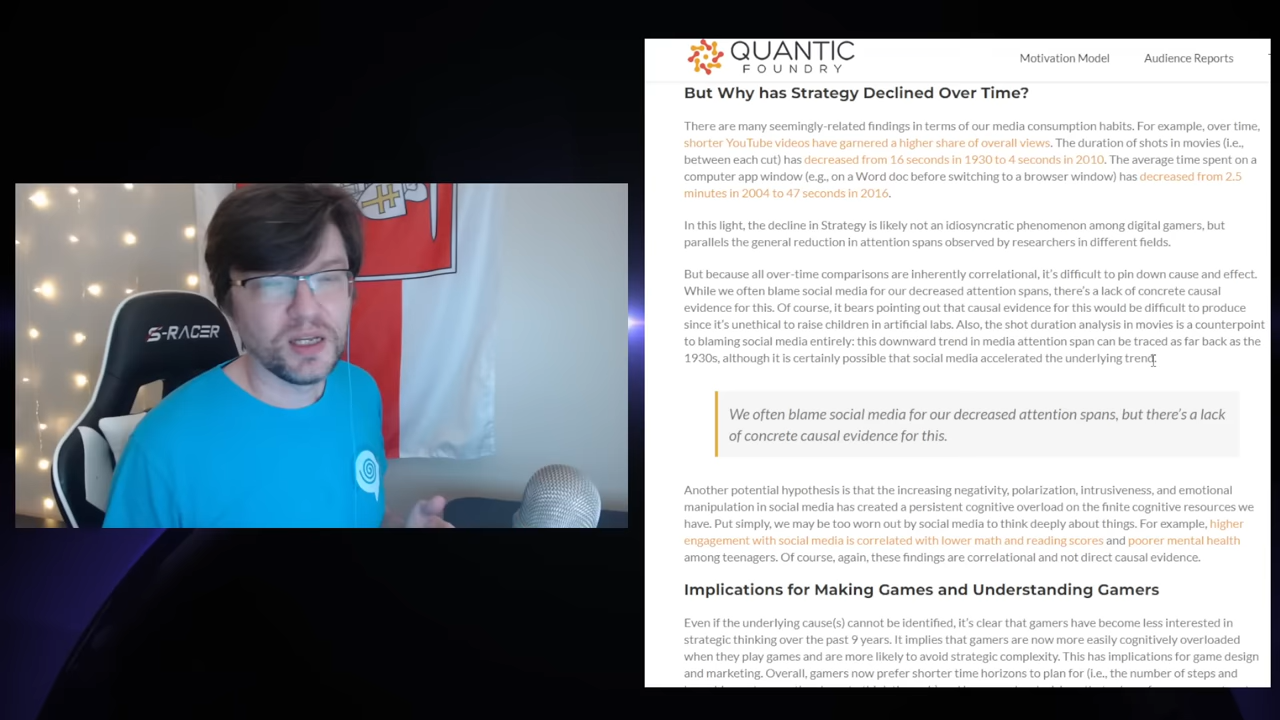 S-RACER
QUANTIC
FOUNDRY
Motivation Model
Audience Reports
But Why has Strategy Declined Over Time?
There are many seemingly-related findings in terms of our media consumption habits. For example, over time,
shorter YouTube videos have garnered a higher share of overall views. The duration of shots in movies (i.e.,
between each cut) has decreased from 16 seconds in 1930 to 4 seconds in 2010. The average time spent on a
computer app window (e.g., on a Word doc before switching to a browser window) has decreased from 2.5
minutes in 2004 to 47 seconds in 2016.
In this light, the decline in Strategy is likely not an idiosyncratic phenomenon among digital gamers, but
parallels the general reduction in attention spans observed by researchers in different fields.
But because all over-time comparisons are inherently correlational, it's difficult to pin down cause and effect.
While we often blame social media for our decreased attention spans, there's a lack of concrete causal
evidence for this. Of course, it bears pointing out that causal evidence for this would be difficult to produce
since it's unethical to raise children in artificial labs. Also, the shot duration analysis in movies is a counterpoint
to blaming social media entirely: this downward trend in media attention span can be traced as far back as the
1930s, although it is certainly possible that social media accelerated the underlying trend.
We often blame social media for our decreased attention spans, but there's a lack
of concrete causal evidence for this.
Another potential hypothesis is that the increasing negativity, polarization, intrusiveness, and emotional
manipulation in social media has created a persistent cognitive overload on the finite cognitive resources we
have. Put simply, we may be too worn out by social media to think deeply about things. For example, higher
engagement with social media is correlated with lower math and reading scores and poorer mental health
among teenagers. Of course, again, these findings are correlational and not direct causal evidence.
Implications for Making Games and Understanding Gamers
Even if the underlying cause(s) cannot be identified, it's clear that gamers have become less interested in
strategic thinking over the past 9 years. It implies that gamers are now more easily cognitively overloaded
when they play games and are more likely to avoid strategic complexity. This has implications for game design
and marketing. Overall, gamers now prefer shorter time horizons to plan for (i.e., the number of steps and